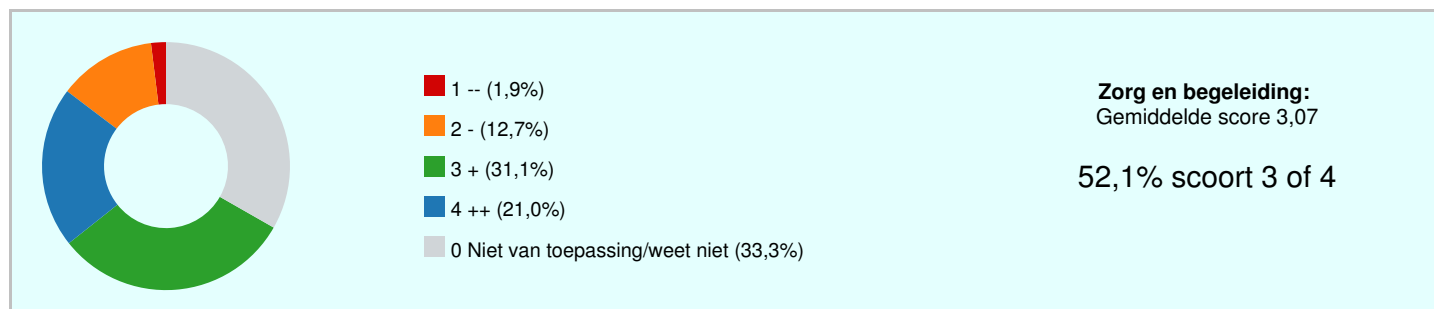 1 -- (1,9%)
2 - (12,7%)
3 + (31,1%)
4 ++ (21,0%)
0 Niet van toepassing/weet niet (33,3%)
Zorg en begeleiding:
Gemiddelde score 3,07
52,1% scoort 3 of 4